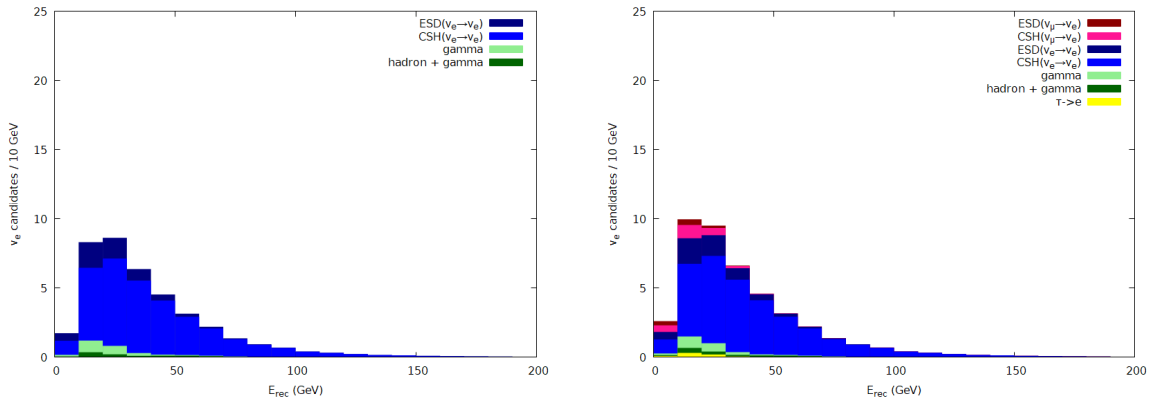 ESD(νe→νe)
CSH(νe→νe)
gamma
hadron + gamma
25
20
15
10
5
0
νe candidates / 10 GeV
0 50 100 150 200
Erec (GeV)
ESD(νμ→νe)
CSH(νμ→νe)
ESD(νe→νe)
CSH(νe→νe)
gamma
hadron + gamma
τ->e
25
20
15
10
5
0
νe candidates / 10 GeV
0 50 100 150 200
Erec (GeV)